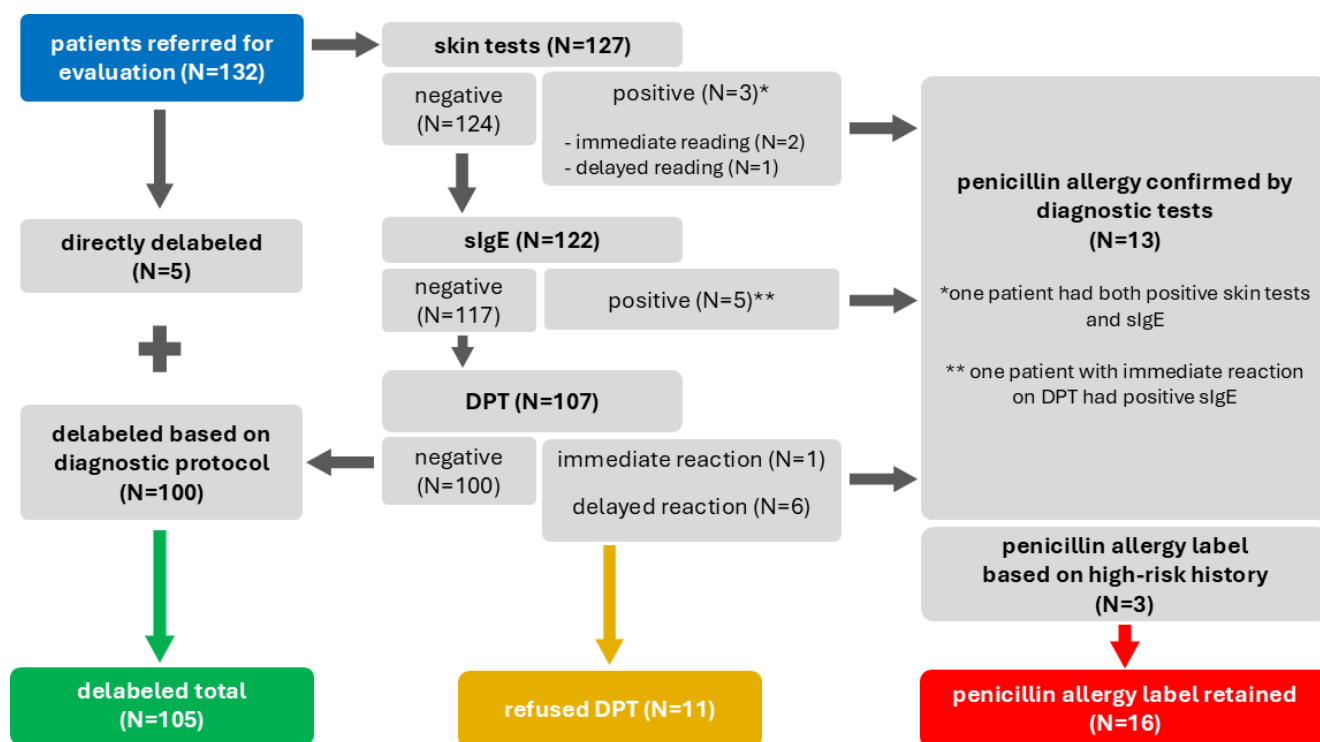 patients referred for
evaluation (N=132)
skin tests (N=127)
negative
(N=124)
positive (N=3)*
- immediate reading (N=2)
- delayed reading (N=1)
penicillin allergy confirmed by
diagnostic tests
(N=13)
*one patient had both positive skin tests
and sIgE
** one patient with immediate reaction
on DPT had positive sIgE
directly delabeled
(N=5)
sIgE (N=122)
negative
(N=117)
positive (N=5)**
DPT (N=107)
negative
(N=100)
immediate reaction (N=1)
delayed reaction (N=6)
delabeled based on
diagnostic protocol
(N=100)
penicillin allergy label
based on high-risk history
(N=3)
delabeled total
(N=105)
refused DPT (N=11)
penicillin allergy label retained
(N=16)